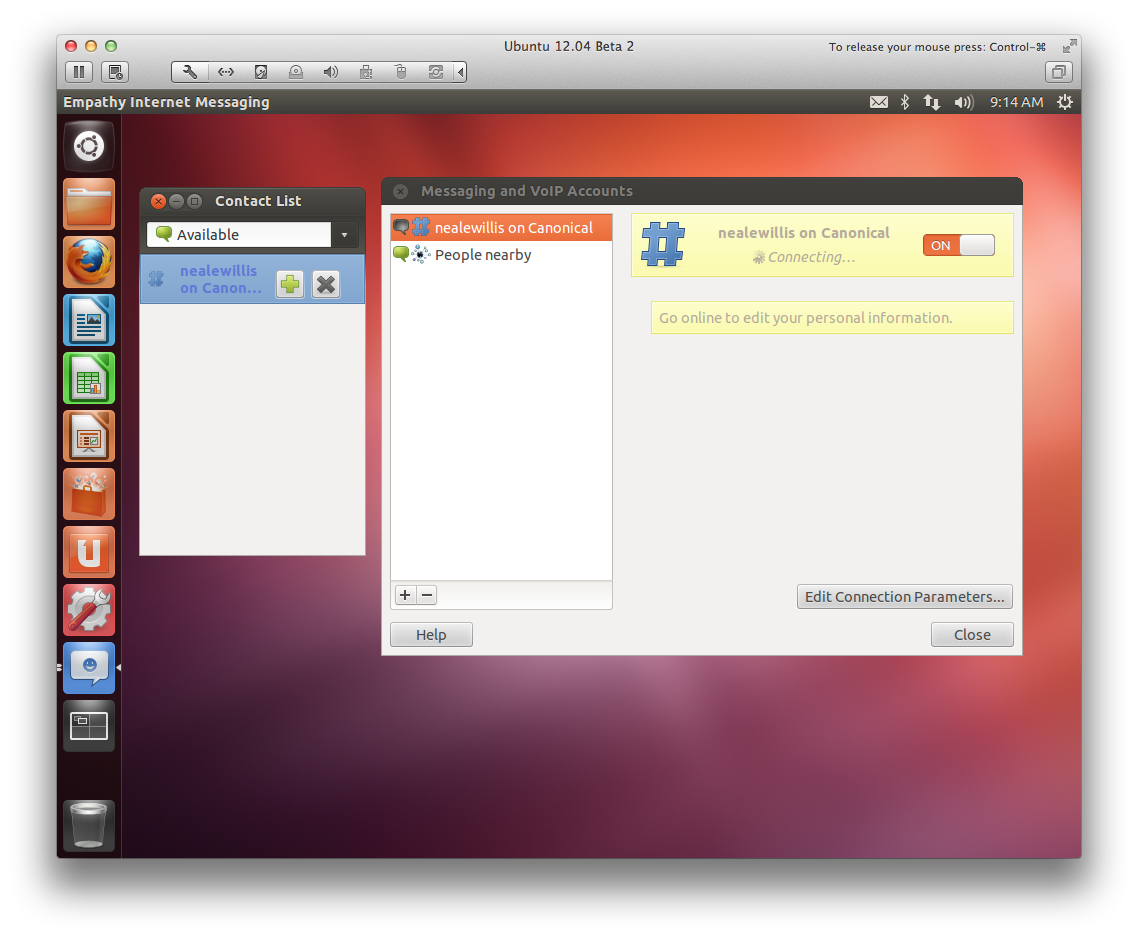 Ubuntu 12.04 Beta 2
To release your mouse press: Control-⌘
Empathy Internet Messaging
9:14 AM
Contact List
Available
nealewillis
on Canon...
Messaging and VoIP Accounts
nealewillis on Canonical
People nearby
nealewillis on Canonical
Connecting...
ON
Go online to edit your personal information.
Edit Connection Parameters...
Help
Close